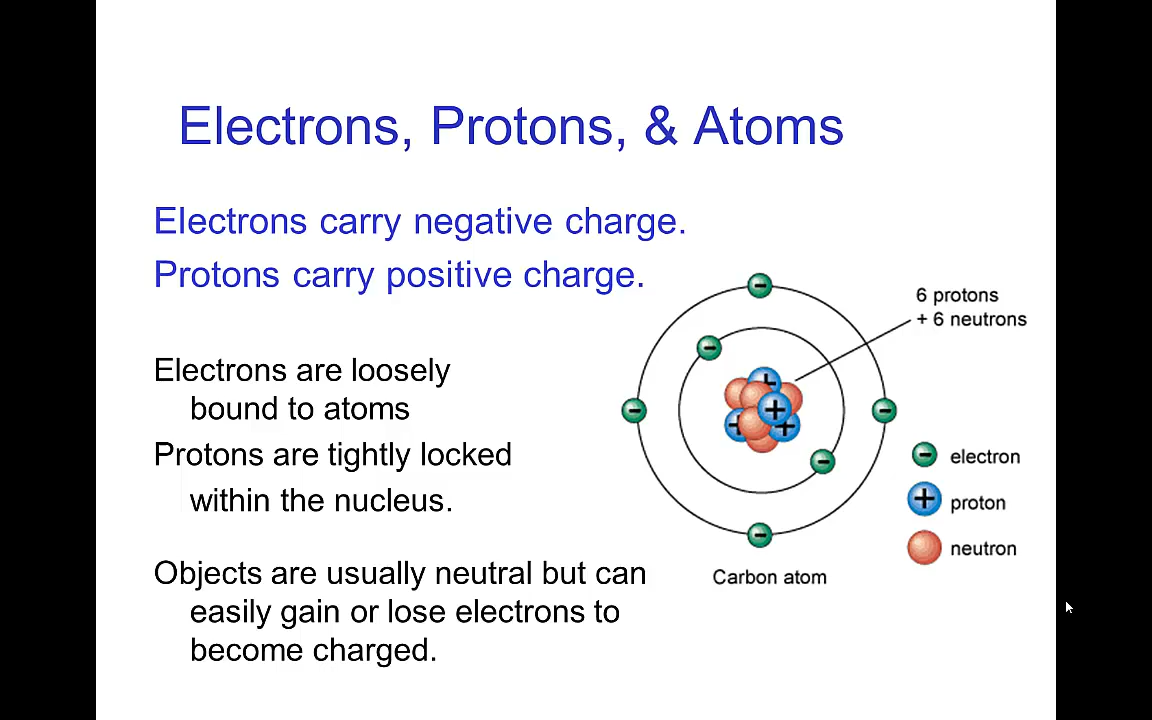 Electrons, Protons, & Atoms
Electrons carry negative charge.
Protons carry positive charge.
6 protons
+ 6 neutrons
Electrons are loosely
bound to atoms
Protons are tightly locked
within the nucleus.
electron
proton
neutron
Carbon atom
Objects are usually neutral but can
easily gain or lose electrons to
become charged.